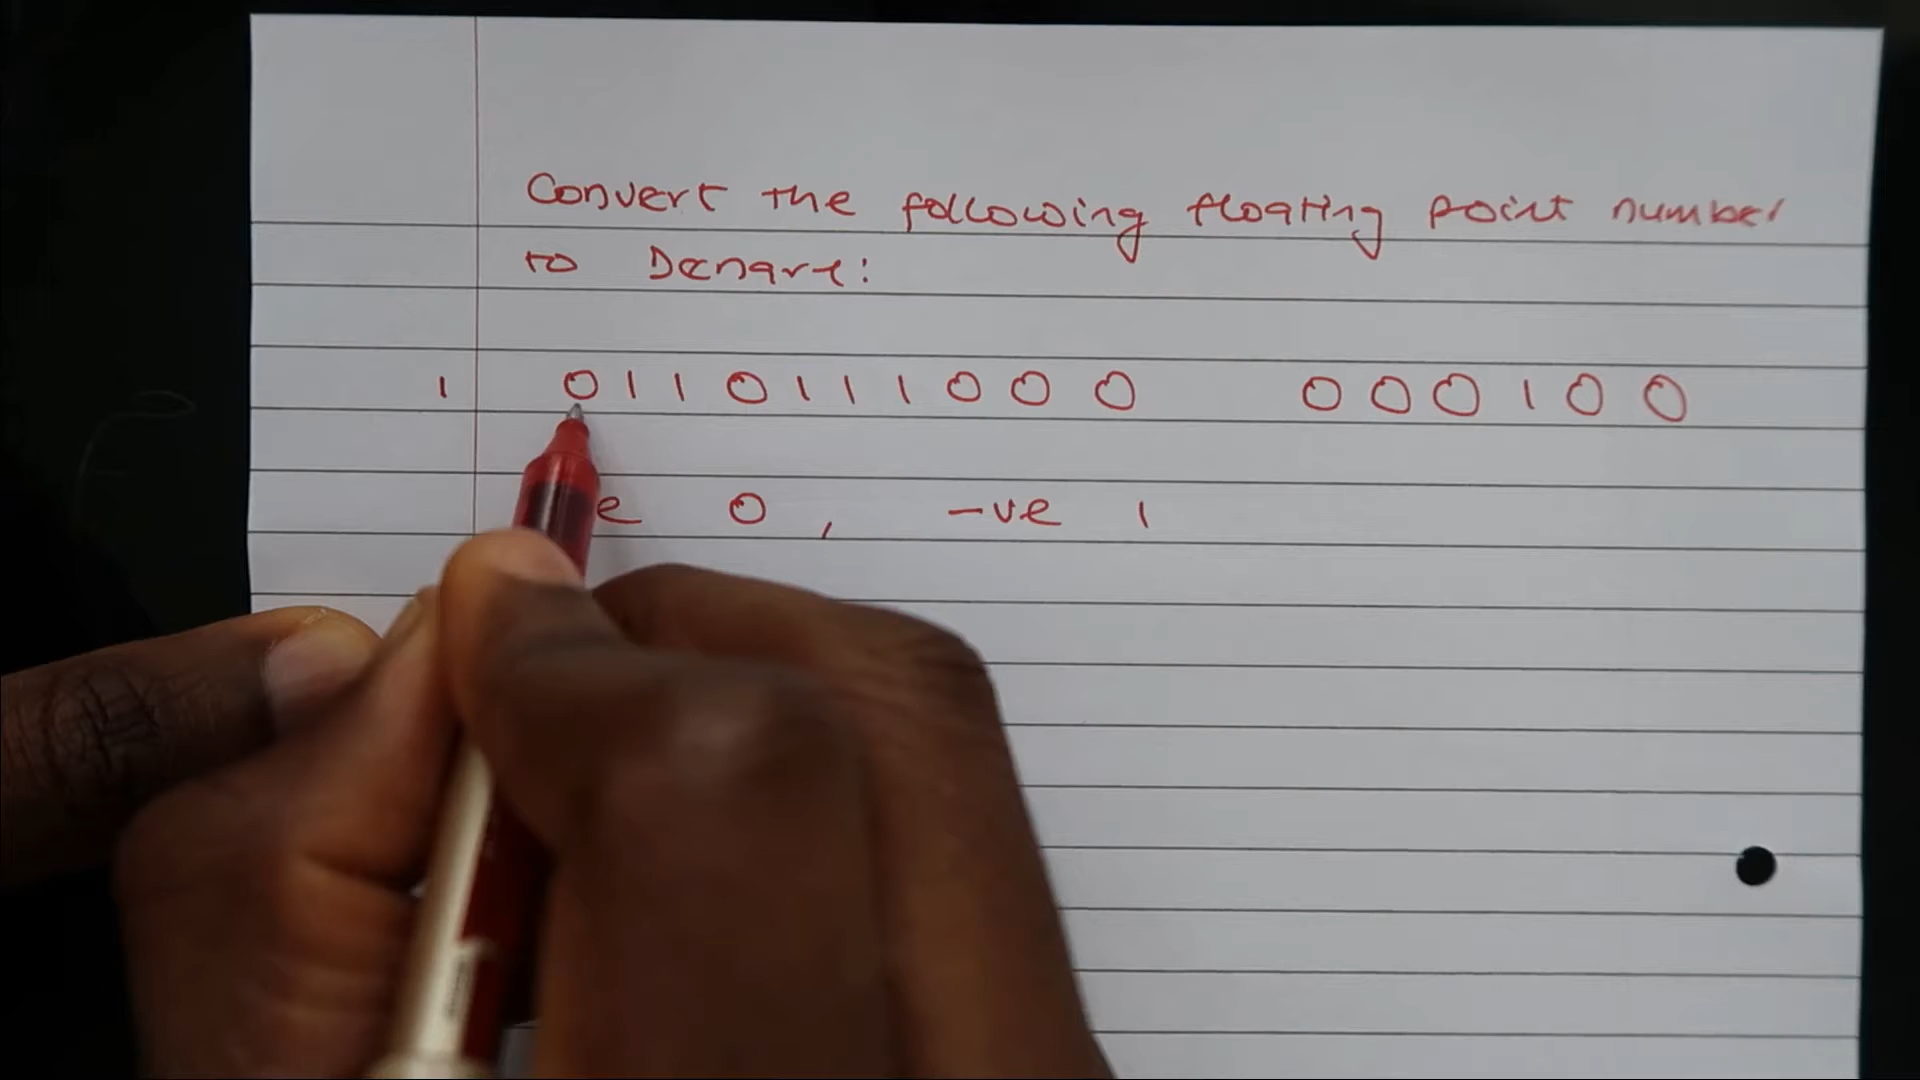 Convert the following floating point number
to Denary:
1 0110111000 000100
e 0, -ve 1